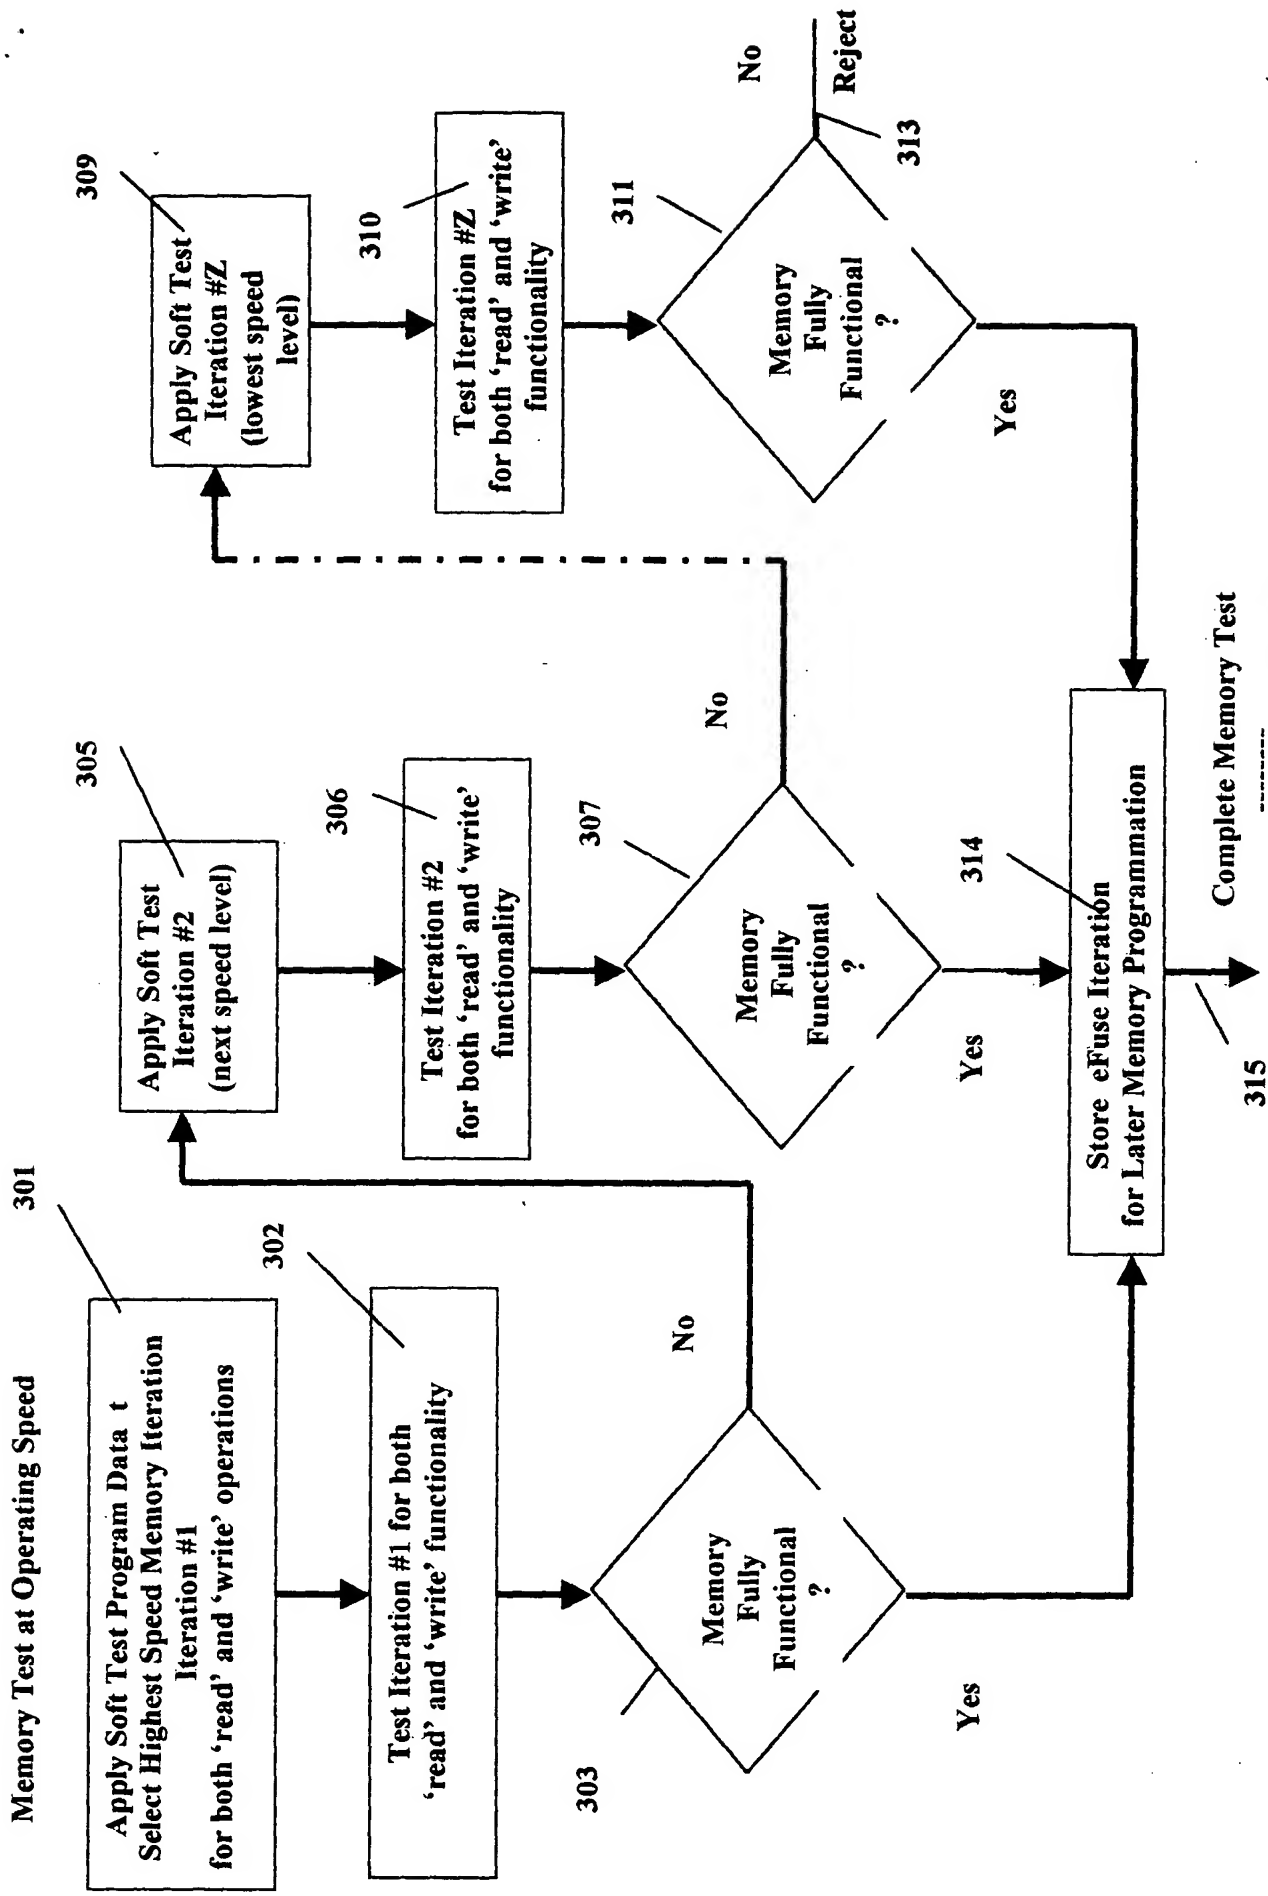 Memory Test at Operating Speed
301
Apply Soft Test Program Data t
Select Highest Speed Memory Iteration
Iteration #1
for both ‘read’ and ‘write’ operations
302
Test Iteration #1 for both
‘read’ and ‘write’ functionality
303
Memory
Fully
Functional
?
No
Yes
305
Apply Soft Test
Iteration #2
(next speed level)
306
Test Iteration #2
for both ‘read’ and ‘write’
functionality
307
Memory
Fully
Functional
?
No
Yes
309
Apply Soft Test
Iteration #Z
(lowest speed
level)
310
Test Iteration #Z
for both ‘read’ and ‘write’
functionality
311
Memory
Fully
Functional
?
No
Reject
313
Yes
314
Store eFuse Iteration
for Later Memory Programmation
315
Complete Memory Test